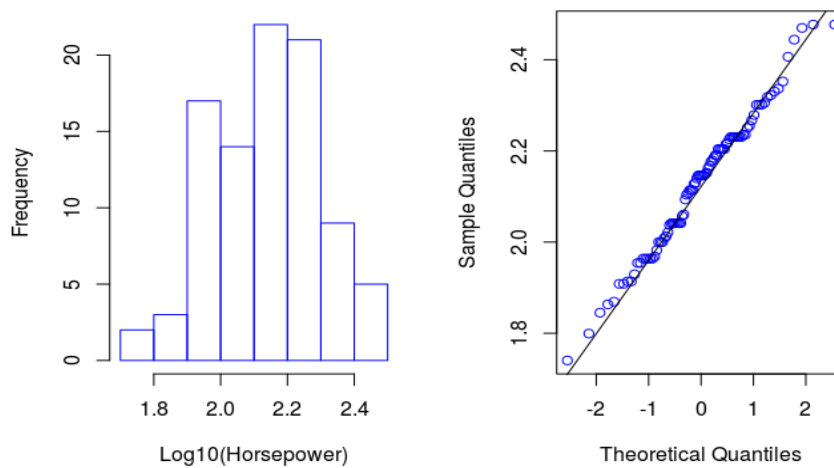 20
15
10
5
0
Frequency
1.8 2.0 2.2 2.4
Log10(Horsepower)
2.4
2.2
2.0
1.8
Sample Quantiles
-2 -1 0 1 2
Theoretical Quantiles